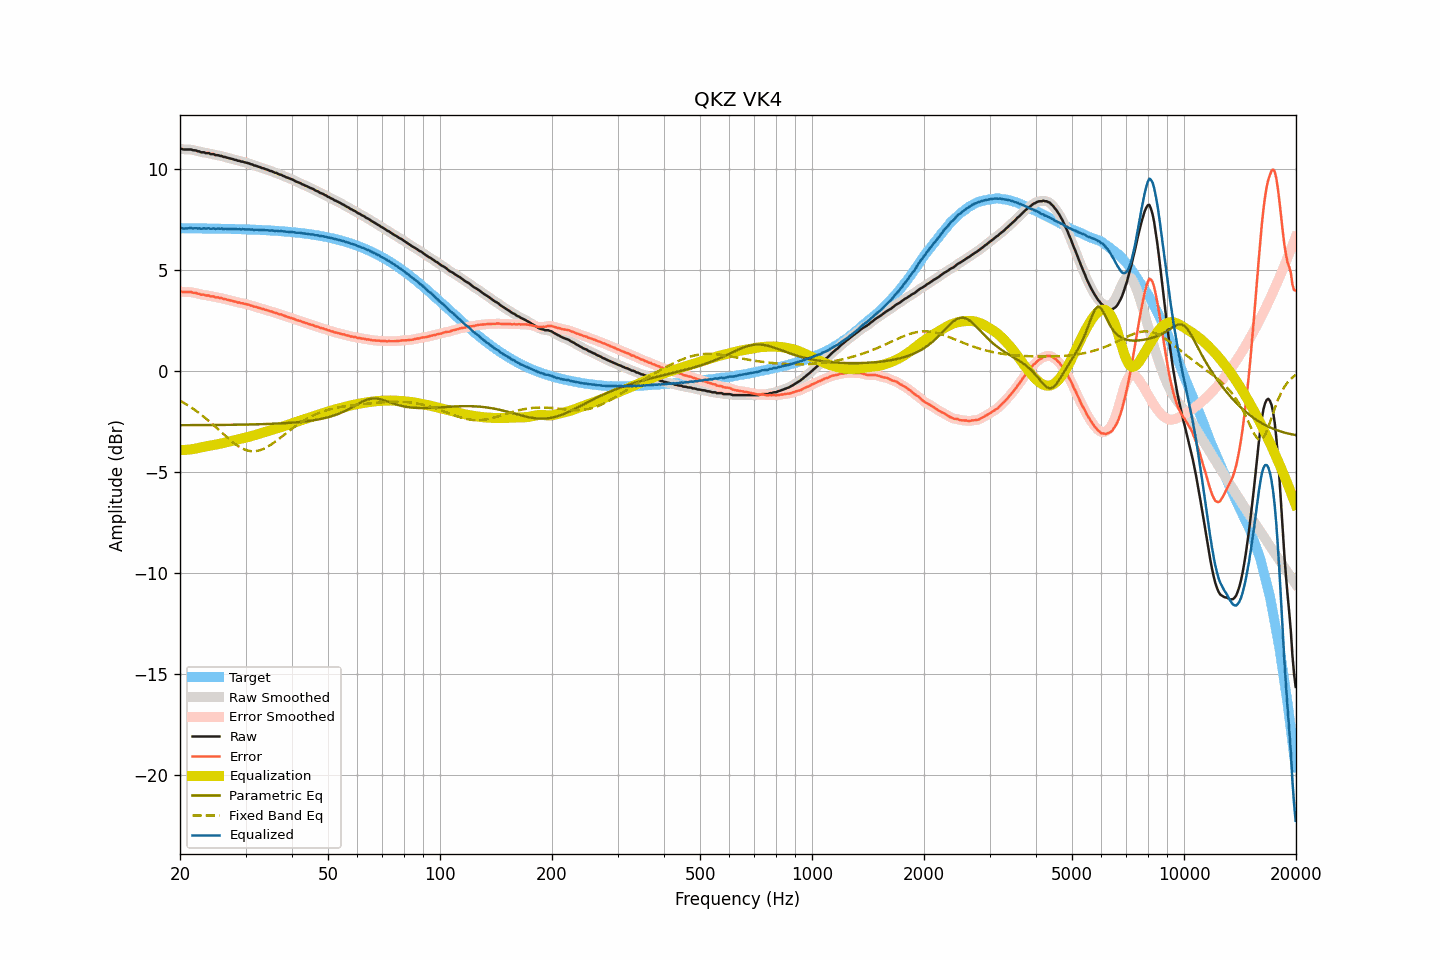 QKZ VK4
10
5
0
−5
−10
−15
−20
Amplitude (dBr)
Target
Raw Smoothed
Error Smoothed
Raw
Error
Equalization
Parametric Eq
Fixed Band Eq
Equalized
20 50 100 200 500 1000 2000 5000 10000 20000
Frequency (Hz)